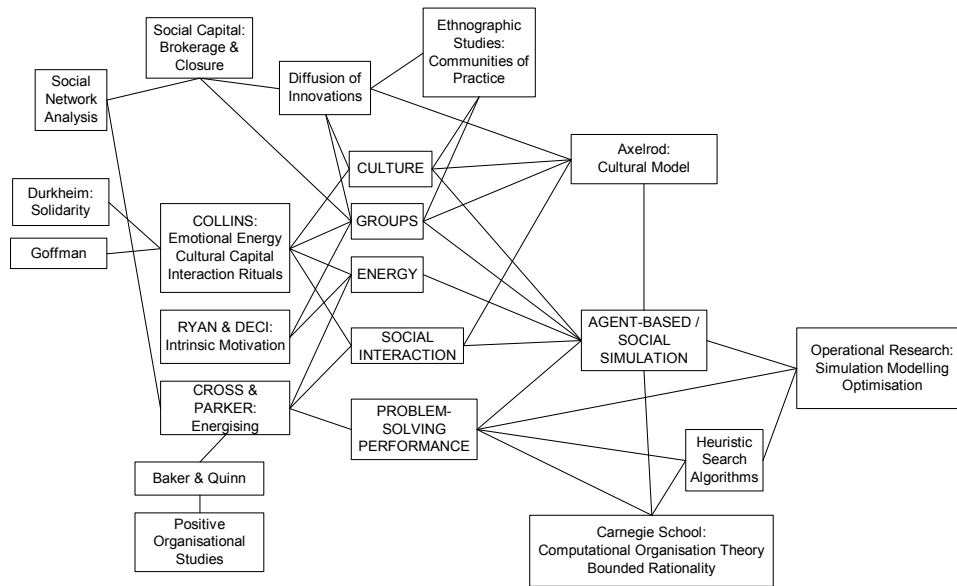 Social Capital:
Brokerage &
Closure
Ethnographic
Studies:
Communities of
Practice
Diffusion of
Innovations
Social
Network
Analysis
Axelrod:
Cultural Model
CULTURE
Durkheim:
Solidarity
GROUPS
COLLINS:
Emotional Energy
Cultural Capital
Interaction Rituals
Goffman
ENERGY
RYAN & DECI:
Intrinsic Motivation
SOCIAL
INTERACTION
AGENT-BASED /
SOCIAL
SIMULATION
Operational Research:
Simulation Modelling
Optimisation
CROSS &
PARKER:
Energising
PROBLEM-
SOLVING
PERFORMANCE
Heuristic
Search
Algorithms
Baker & Quinn
Positive
Organisational
Studies
Carnegie School:
Computational Organisation Theory
Bounded Rationality